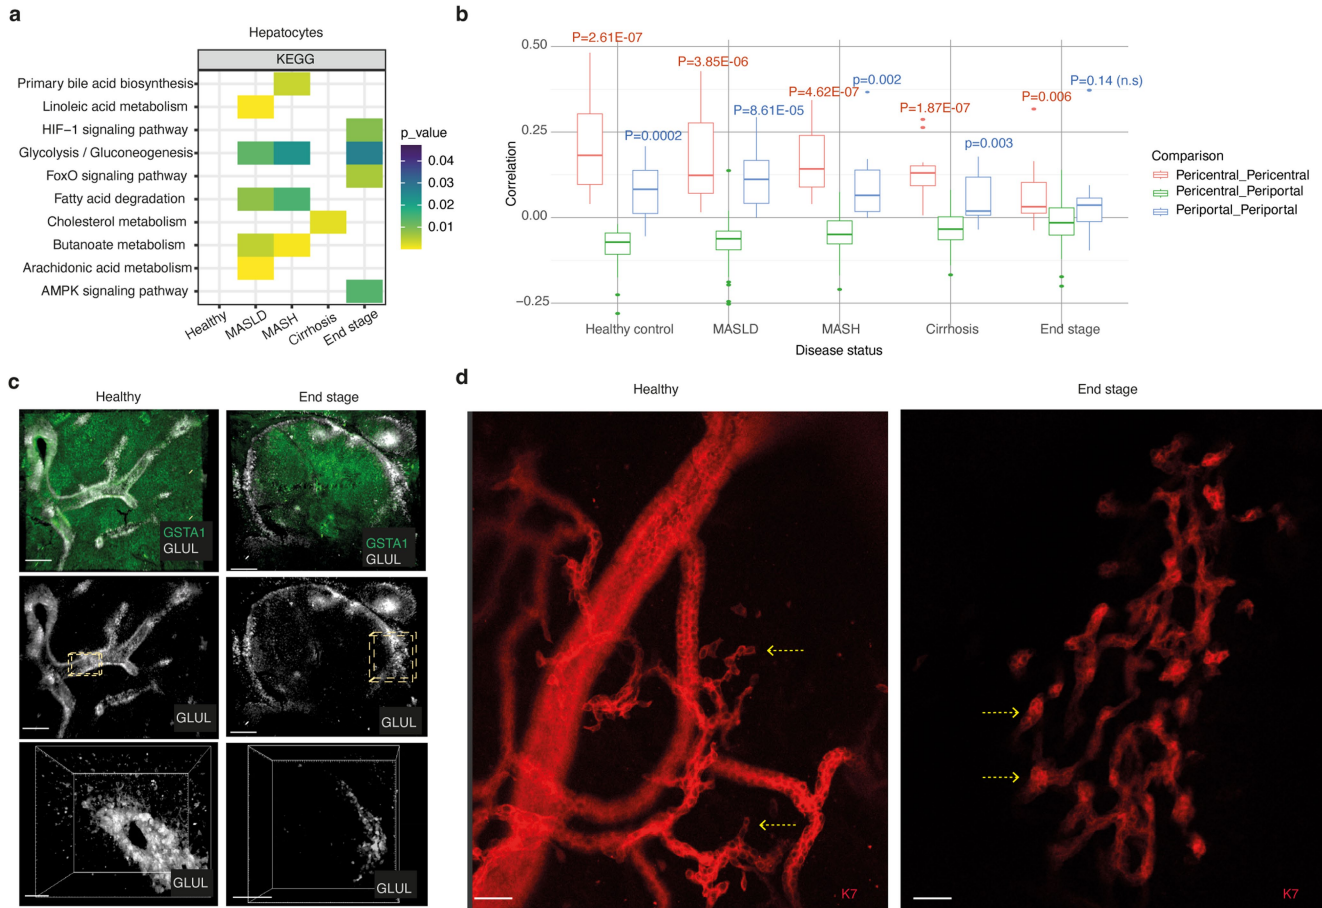 a
Hepatocytes
KEGG
Primary bile acid biosynthesis
Linoleic acid metabolism
HIF−1 signaling pathway
Glycolysis / Gluconeogenesis
FoxO signaling pathway
Fatty acid degradation
Cholesterol metabolism
Butanoate metabolism
Arachidonic acid metabolism
AMPK signaling pathway
Healthy
MASLD
MASH
Cirrhosis
End stage
p_value
0.04
0.03
0.02
0.01
b
Correlation
0.50
0.25
0.00
−0.25
P=2.61E-07
P=0.0002
P=3.85E-06
P=8.61E-05
P=4.62E-07
p=0.002
P=1.87E-07
p=0.003
P=0.006
P=0.14 (n.s)
Healthy control
MASLD
MASH
Cirrhosis
End stage
Disease status
Comparison
Pericentral_Pericentral
Pericentral_Periportal
Periportal_Periportal
c
Healthy
End stage
GSTA1
GLUL
GSTA1
GLUL
GLUL
GLUL
GLUL
GLUL
d
Healthy
End stage
K7
K7